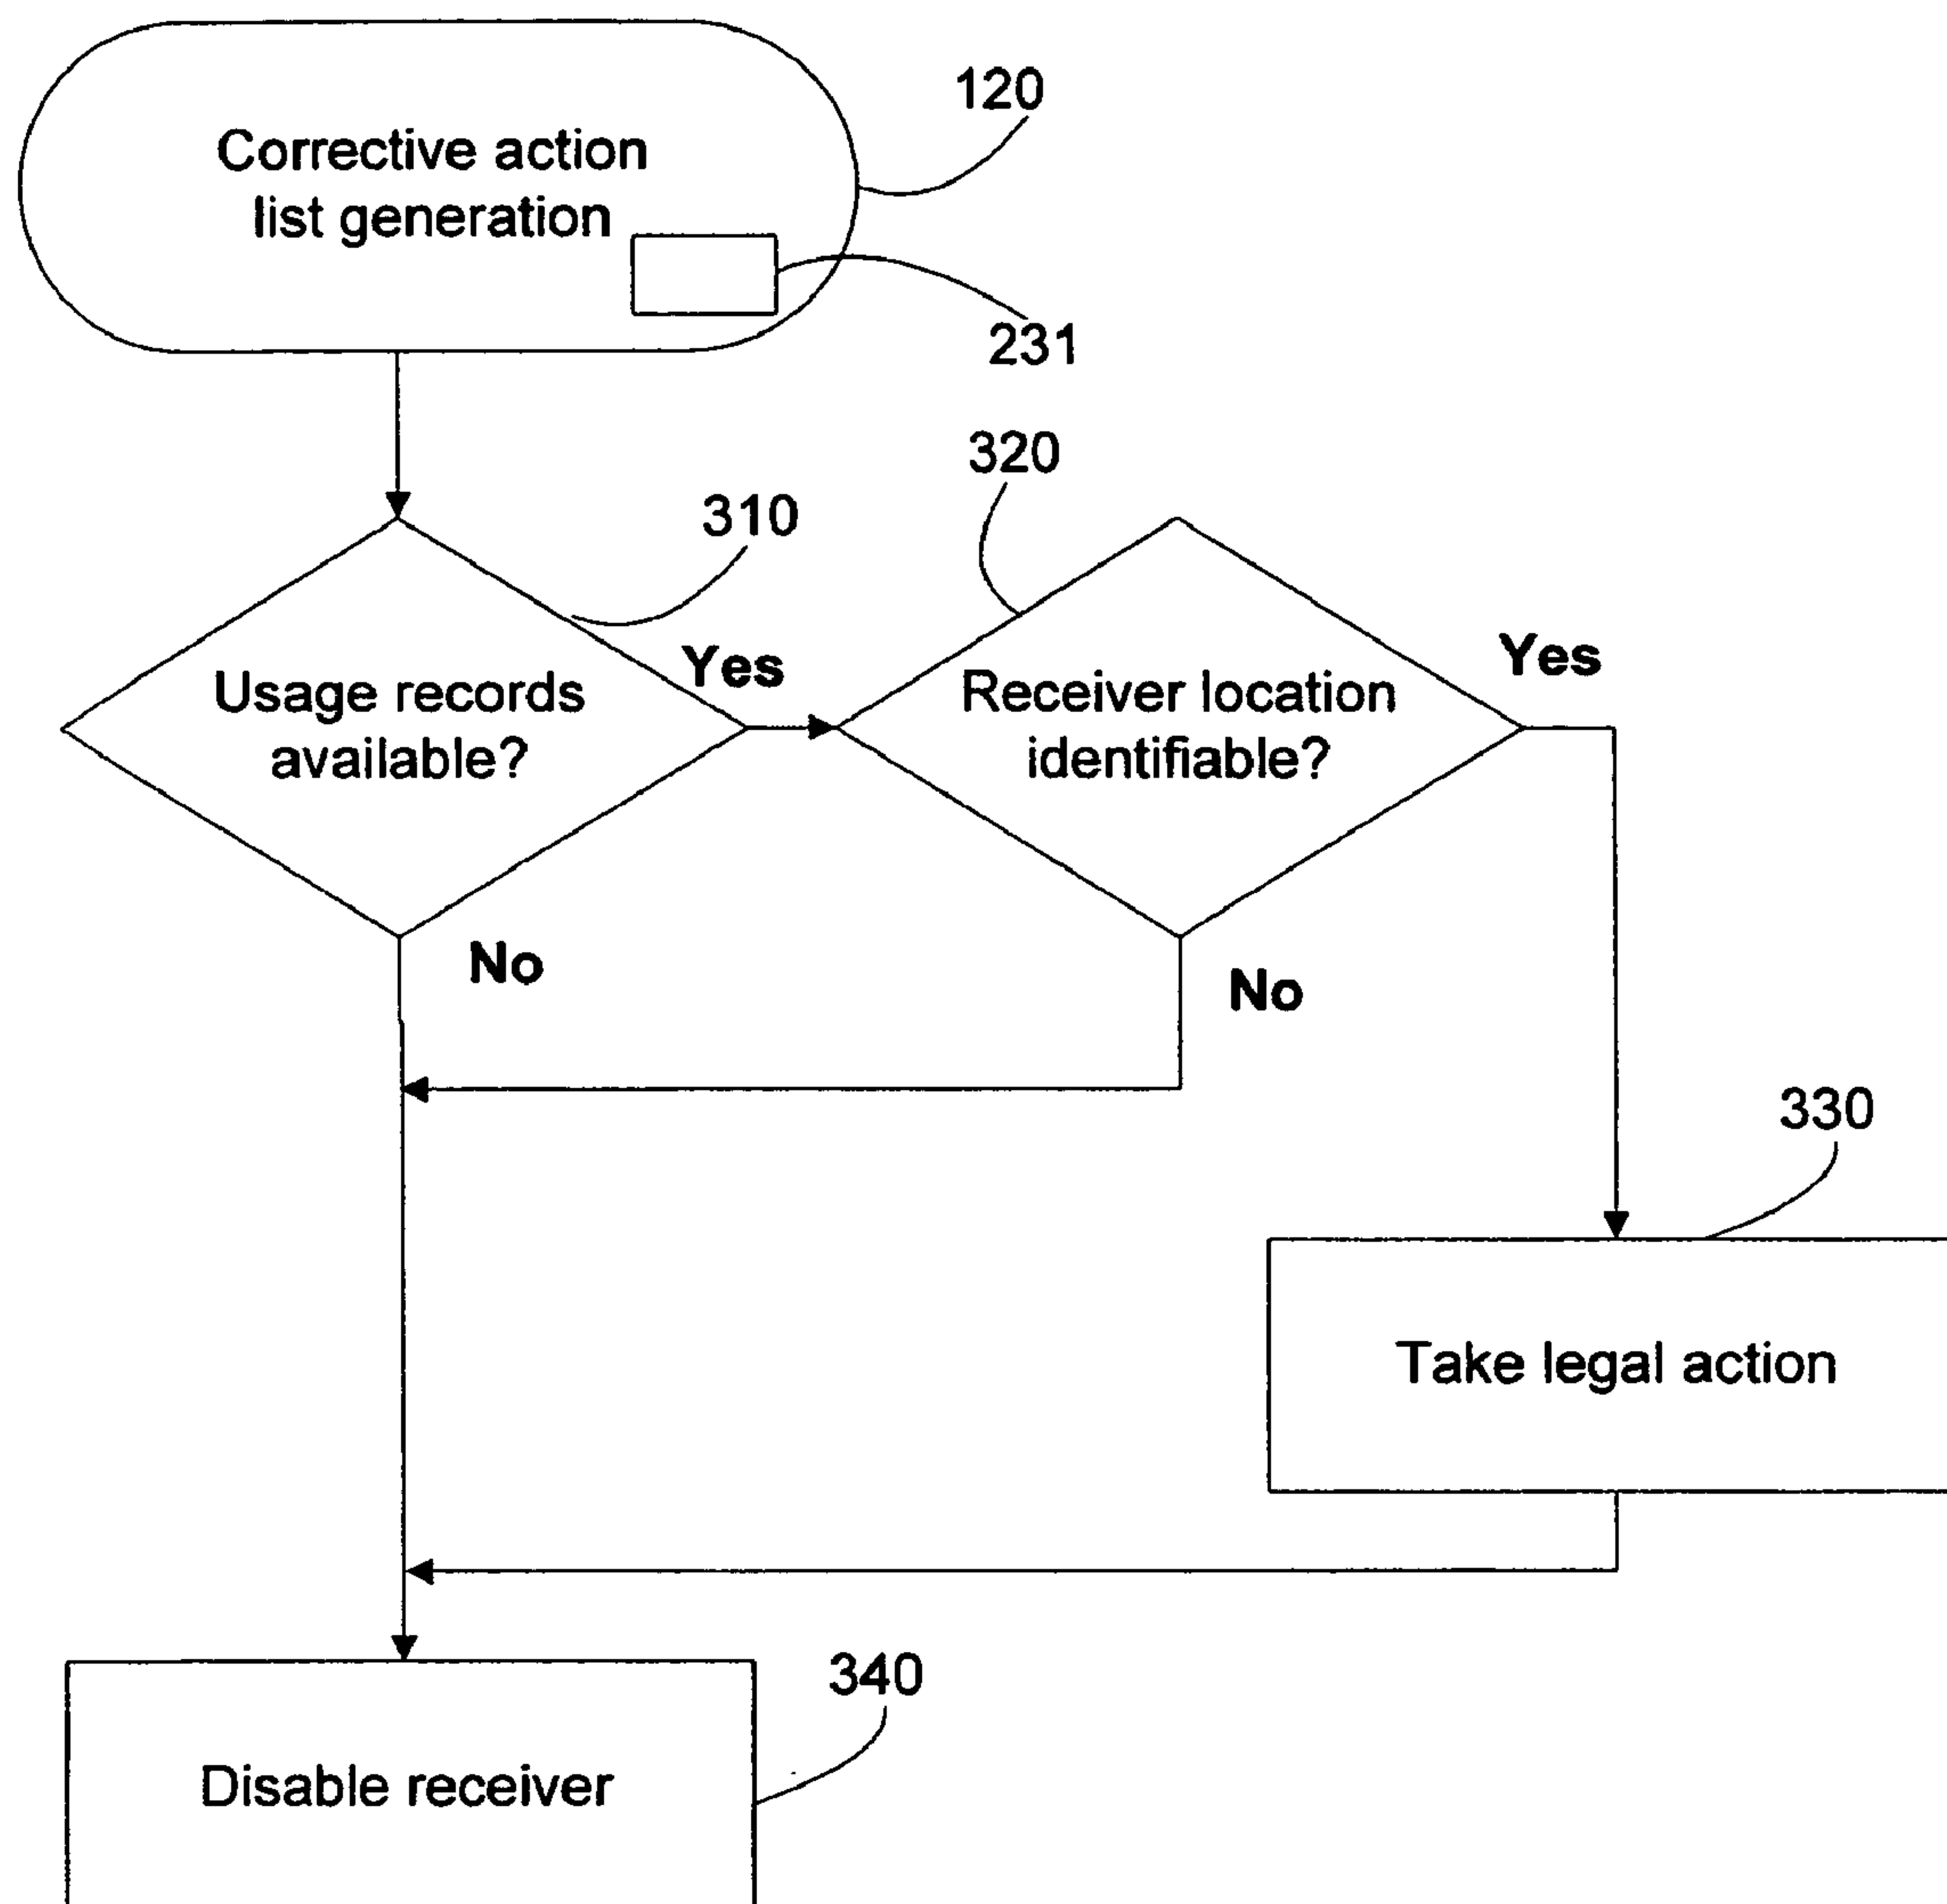 120
Corrective action
list generation
231
320
310
Yes
Yes
Usage records
available?
Receiver location
identifiable?
No
No
330
Take legal action
340
Disable receiver